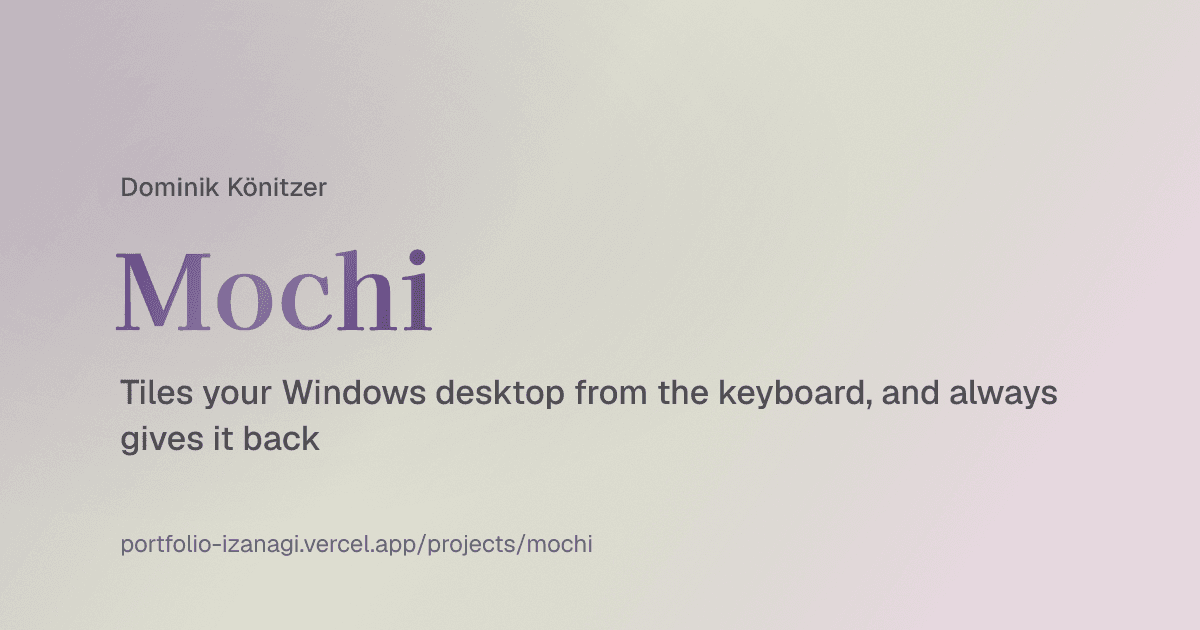 Dominik Könitzer
Mochi
Tiles your Windows desktop from the keyboard, and always
gives it back
portfolio-izanagi.vercel.app/projects/mochi